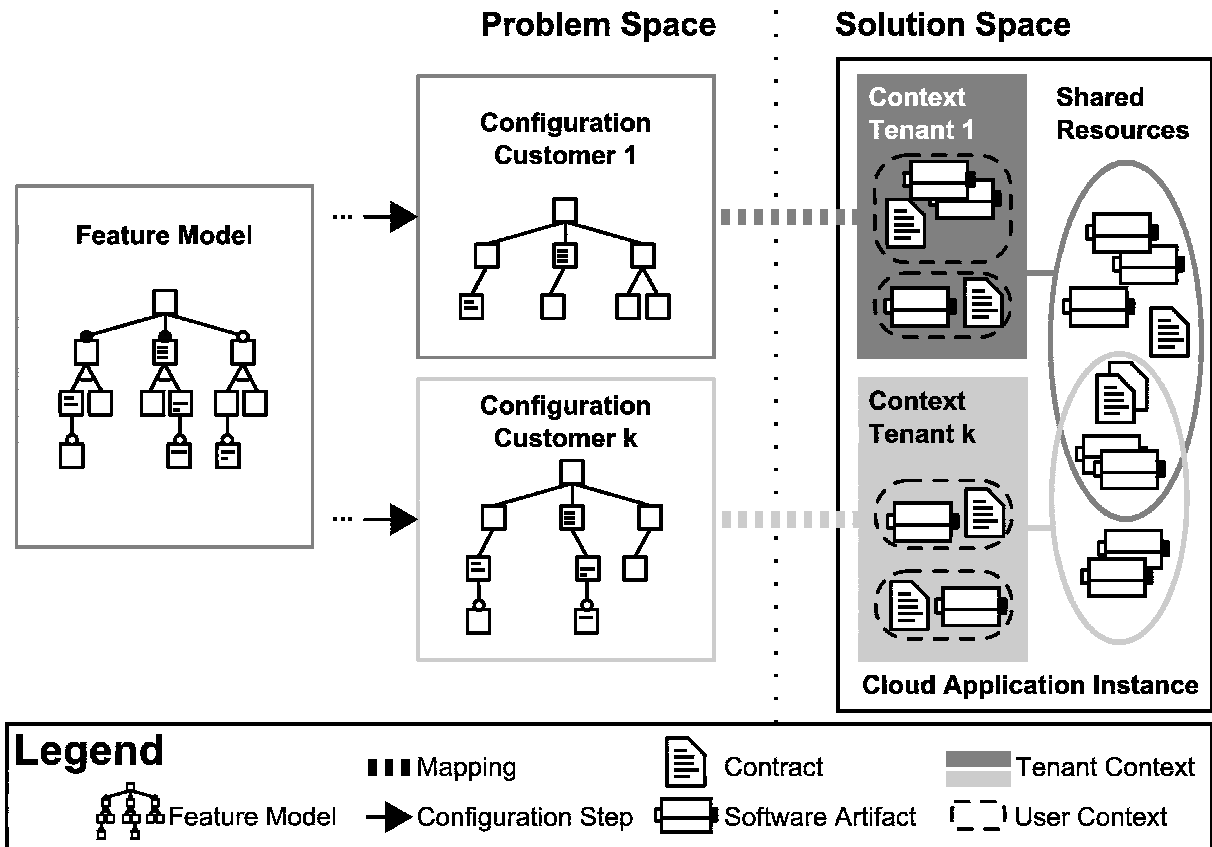 Problem Space
Solution Space
Feature Model
...
Configuration
Customer 1
...
Configuration
Customer k
Context
Tenant 1
Shared
Resources
Context
Tenant k
Cloud Application Instance
Legend
Feature Model
Mapping
Configuration Step
Contract
Software Artifact
Tenant Context
User Context